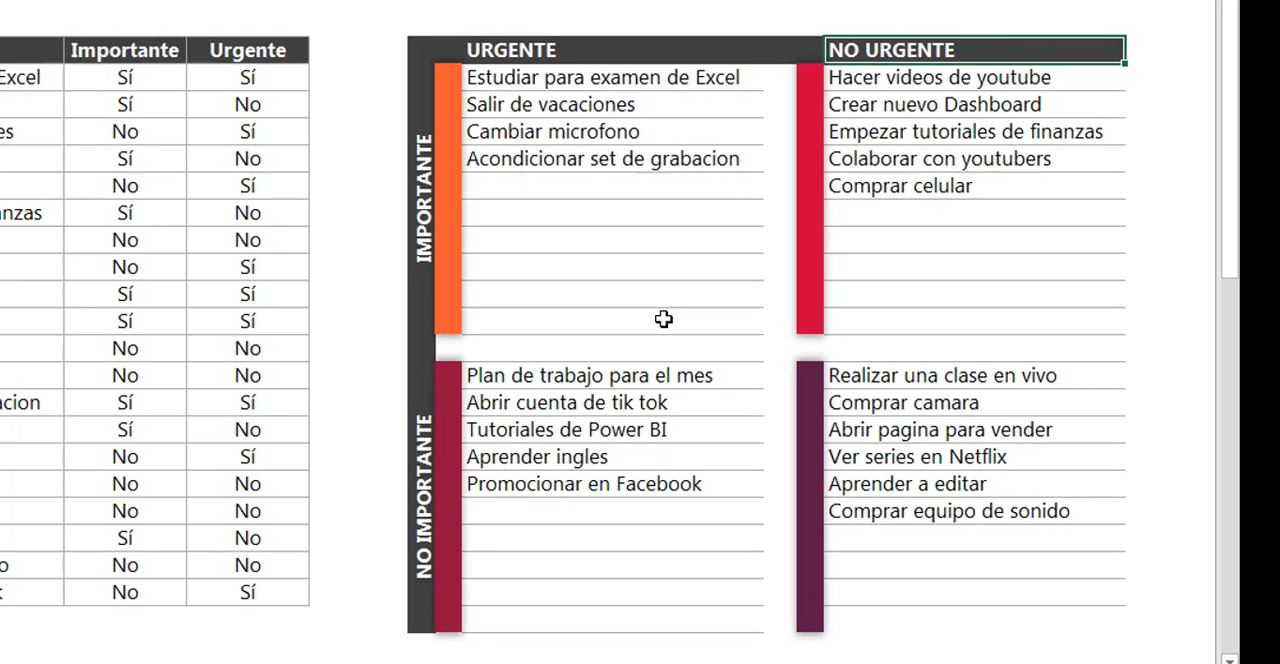 Importante Urgente
Excel Sí Sí
Sí No
es No Sí
Sí No
No Sí
anzas Sí No
No No
No Sí
Sí Sí
Sí Sí
No No
No No
acion Sí Sí
Sí No
No Sí
No No
No No
Sí No
o No No
No Sí
URGENTE NO URGENTE
IMPORTANTE
Estudiar para examen de Excel Hacer videos de youtube
Salir de vacaciones Crear nuevo Dashboard
Cambiar microfono Empezar tutoriales de finanzas
Acondicionar set de grabacion Colaborar con youtubers
Comprar celular
NO IMPORTANTE
Plan de trabajo para el mes Realizar una clase en vivo
Abrir cuenta de tik tok Comprar camara
Tutoriales de Power BI Abrir pagina para vender
Aprender ingles Ver series en Netflix
Promocionar en Facebook Aprender a editar
Comprar equipo de sonido